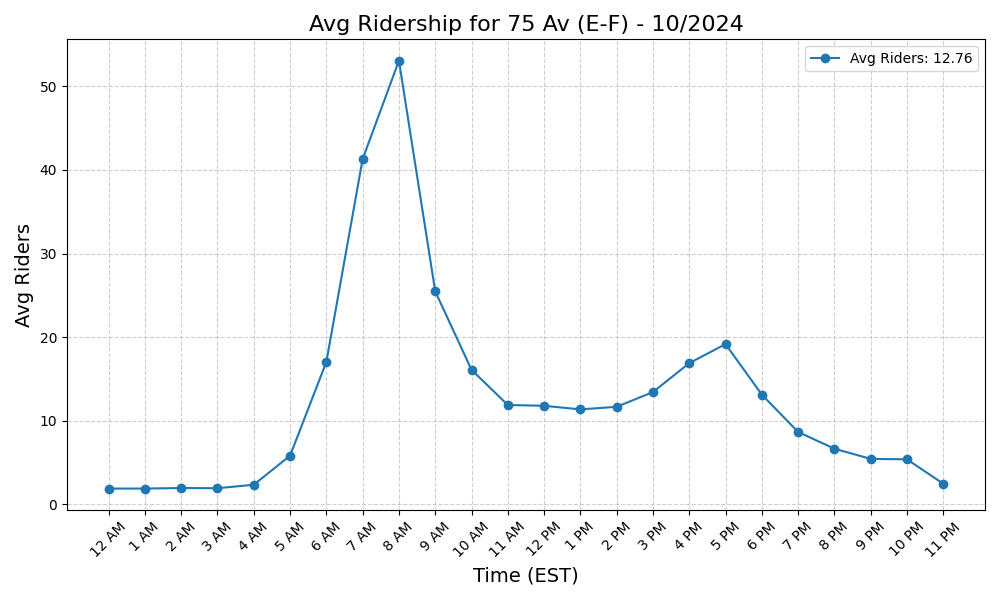 Avg Ridership for 75 Av (E-F) - 10/2024
Avg Riders: 12.76
Avg Riders
50
40
30
20
10
0
12 AM
1 AM
2 AM
3 AM
4 AM
5 AM
6 AM
7 AM
8 AM
9 AM
10 AM
11 AM
12 PM
1 PM
2 PM
3 PM
4 PM
5 PM
6 PM
7 PM
8 PM
9 PM
10 PM
11 PM
Time (EST)